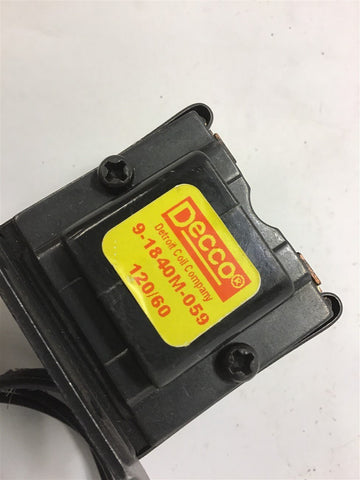 Decco®
Detroit Coil Company
9-1840M-059
120/60